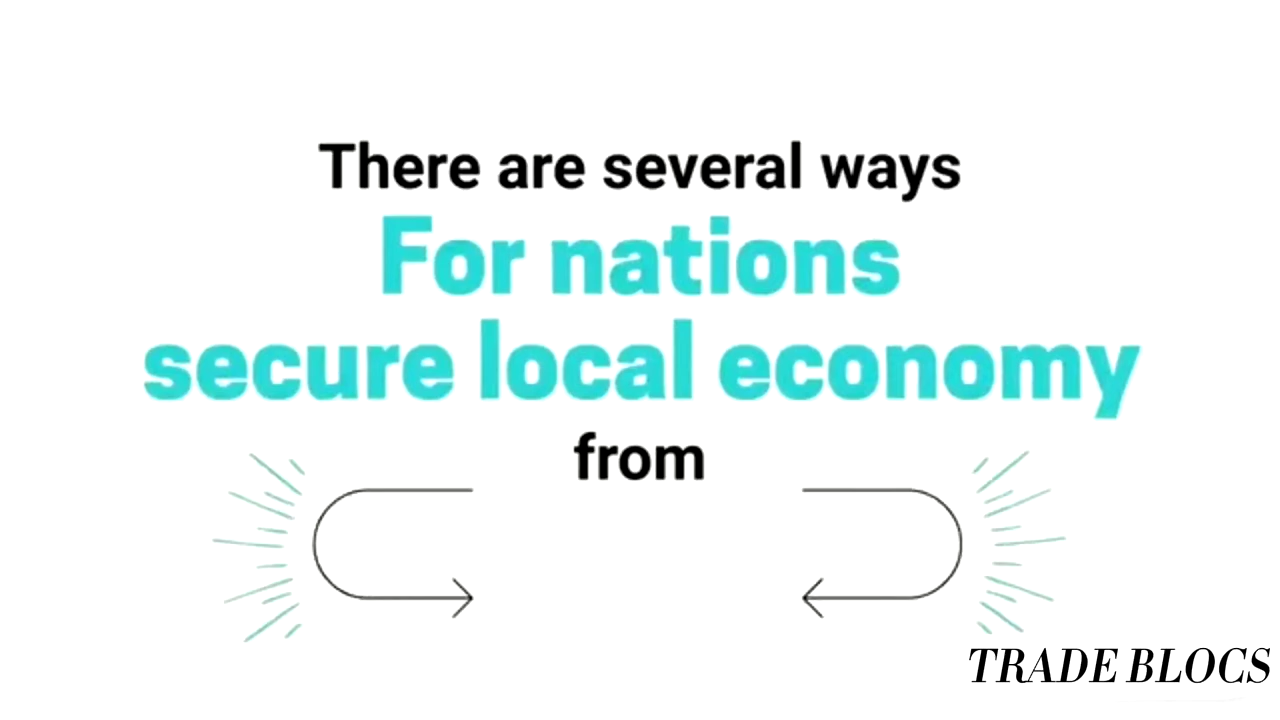 There are several ways
For nations
secure local economy
from
TRADE BLOCS